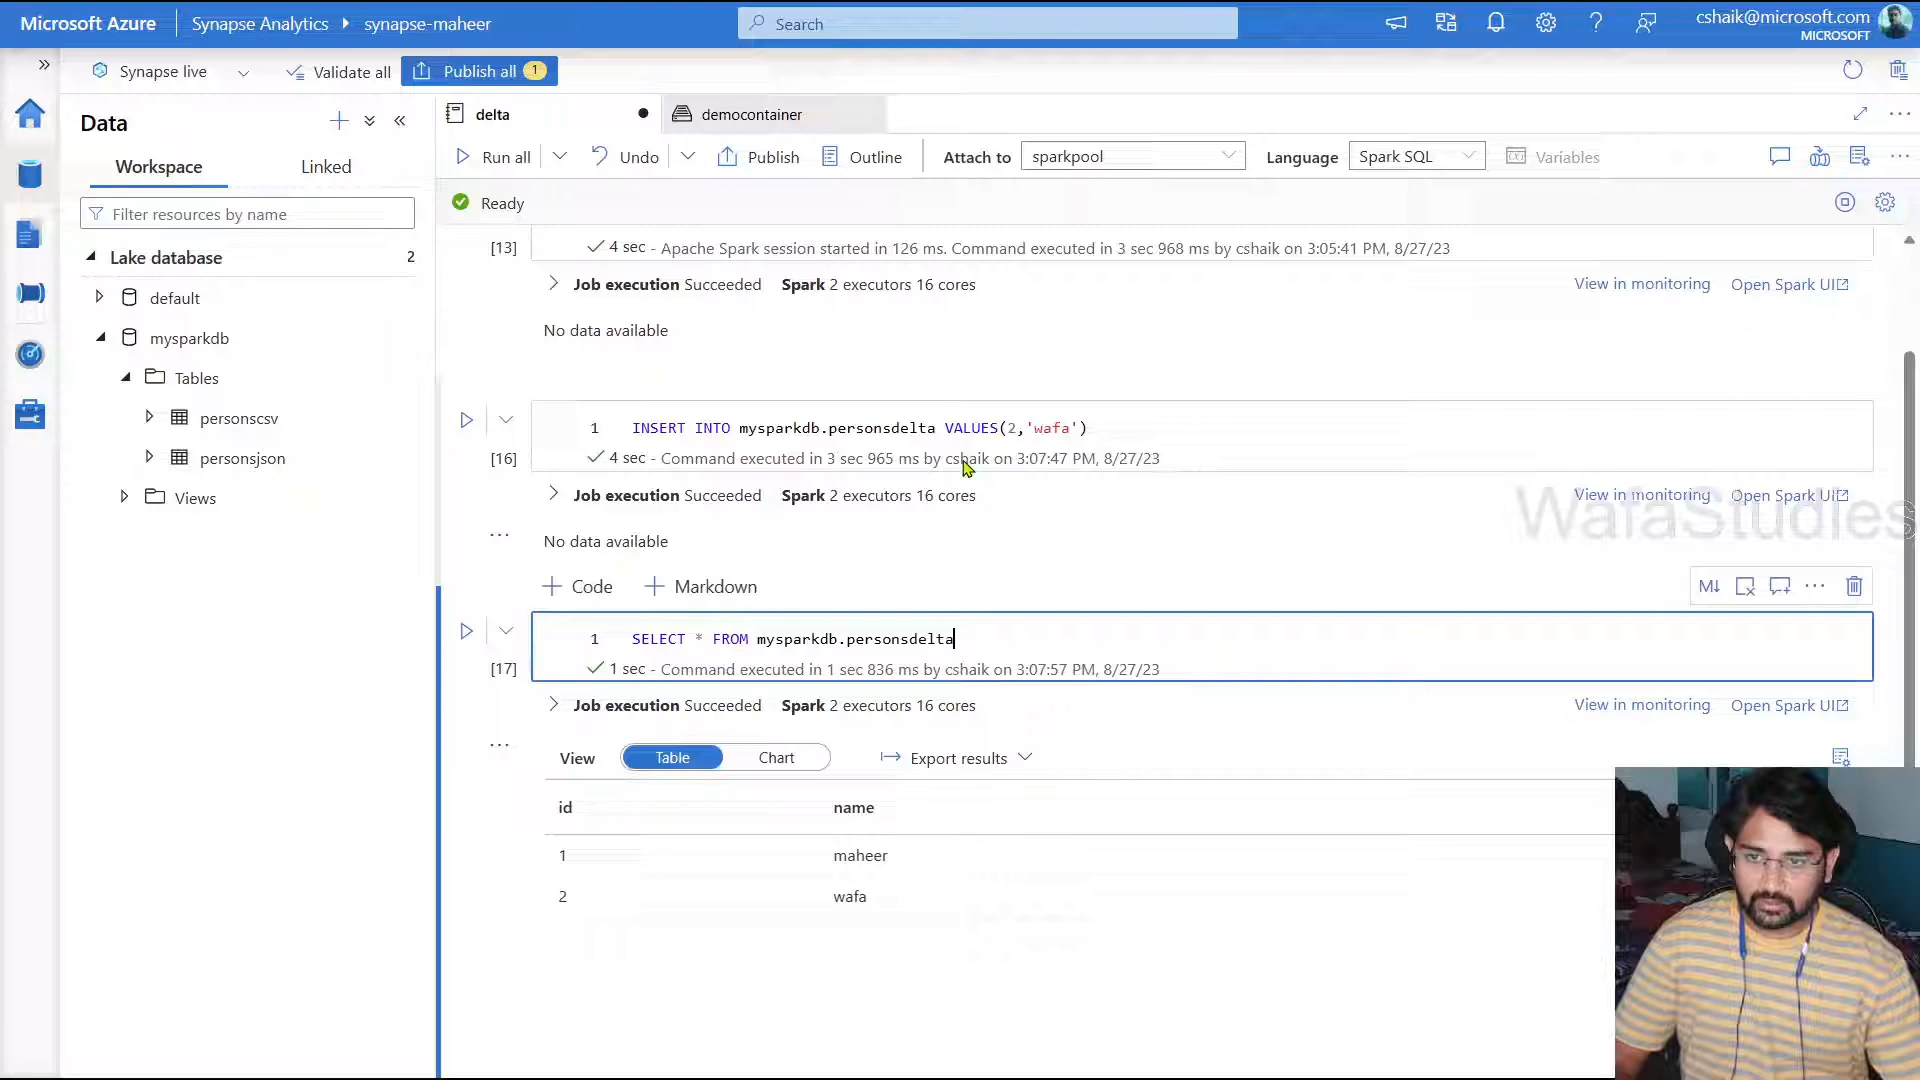 Microsoft Azure
Synapse Analytics
synapse-maheer
Search
cshaik@microsoft.com
MICROSOFT
Synapse live
Validate all
Publish all
1
Data
Workspace
Linked
Filter resources by name
Lake database
2
default
mysparkdb
Tables
personscsv
personsjson
Views
delta
democontainer
Run all
Undo
Publish
Outline
Attach to
sparkpool
Language
Spark SQL
Variables
Ready
[13]
4 sec - Apache Spark session started in 126 ms. Command executed in 3 sec 968 ms by cshaik on 3:05:41 PM, 8/27/23
Job execution Succeeded Spark 2 executors 16 cores
View in monitoring
Open Spark UI
No data available
1 INSERT INTO mysparkdb.personsdelta VALUES(2,'wafa')
[16]
4 sec - Command executed in 3 sec 965 ms by cshaik on 3:07:47 PM, 8/27/23
Job execution Succeeded Spark 2 executors 16 cores
View in monitoring
Open Spark UI
WafaStudies
No data available
+ Code
+ Markdown
M↓
1 SELECT * FROM mysparkdb.personsdelta
[17]
1 sec - Command executed in 1 sec 836 ms by cshaik on 3:07:57 PM, 8/27/23
Job execution Succeeded Spark 2 executors 16 cores
View in monitoring
Open Spark UI
View
Table
Chart
Export results
id name
1 maheer
2 wafa